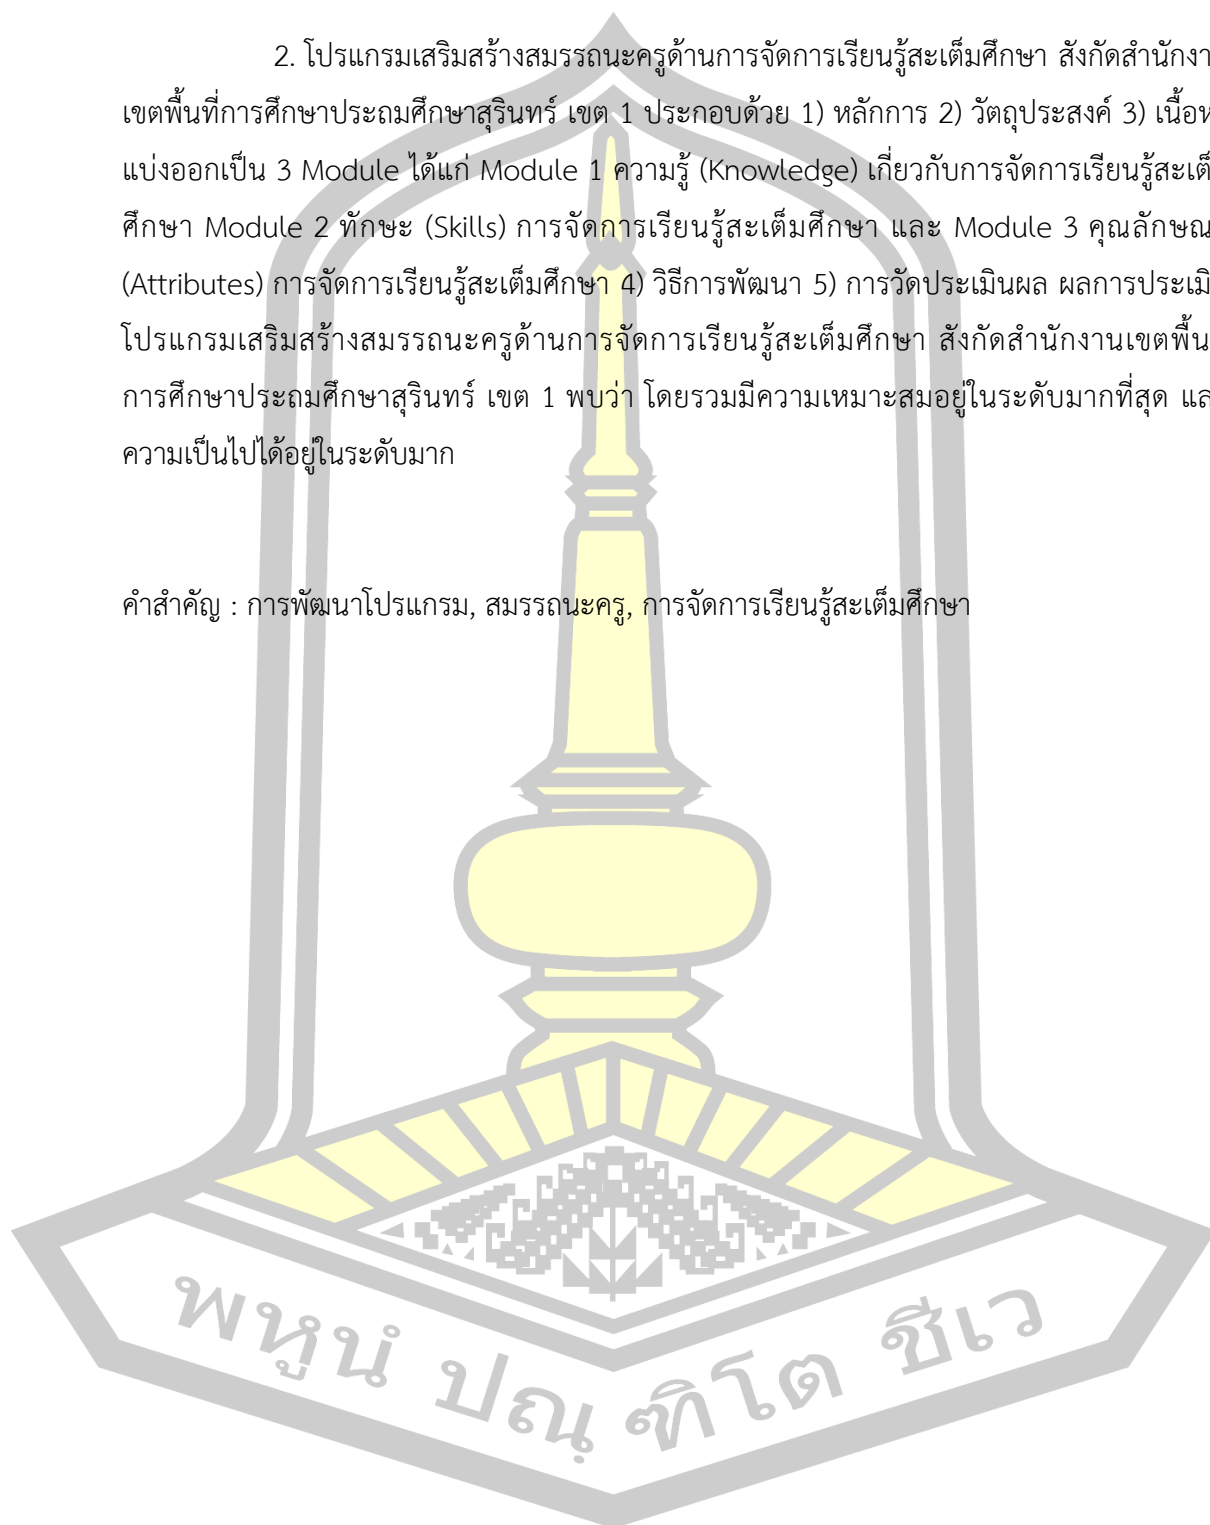 2. โปรแกรมเสริมสร้างสมรรถนะครูด้านการจัดการเรียนรู้สะเต็มศึกษา สังกัดสำนักงา
เขตพื้นที่การศึกษาประถมศึกษาสุรินทร์ เขต 1 ประกอบด้วย 1) หลักการ 2) วัตถุประสงค์ 3) เนื้อห
แบ่งออกเป็น 3 Module ได้แก่ Module 1 ความรู้ (Knowledge) เกี่ยวกับการจัดการเรียนรู้สะเต็
ศึกษา Module 2 ทักษะ (Skills) การจัดการเรียนรู้สะเต็มศึกษา และ Module 3 คุณลักษณ
(Attributes) การจัดการเรียนรู้สะเต็มศึกษา 4) วิธีการพัฒนา 5) การวัดประเมินผล ผลการประเมิ
โปรแกรมเสริมสร้างสมรรถนะครูด้านการจัดการเรียนรู้สะเต็มศึกษา สังกัดสำนักงานเขตพื้น
การศึกษาประถมศึกษาสุรินทร์ เขต 1 พบว่า โดยรวมมีความเหมาะสมอยู่ในระดับมากที่สุด แล
ความเป็นไปได้อยู่ในระดับมาก
คำสำคัญ : การพัฒนาโปรแกรม, สมรรถนะครู, การจัดการเรียนรู้สะเต็มศึกษา
พหูนํ ปณฺ ฑิโต ชีเว